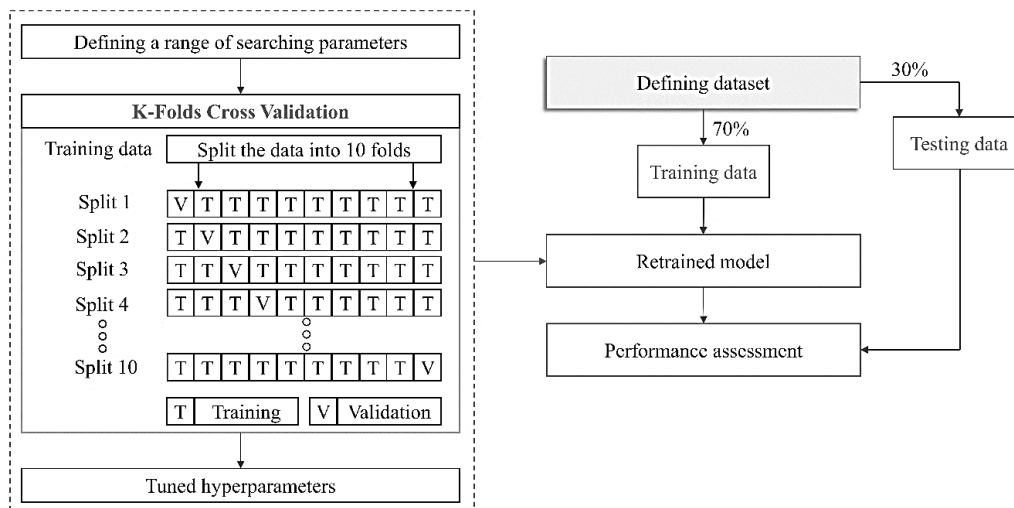 Defining a range of searching parameters
K-Folds Cross Validation
Training data
Split the data into 10 folds
Split 1
V T T T T T T T T T
Split 2
T V T T T T T T T T
Split 3
T T V T T T T T T T
Split 4
T T T V T T T T T T
Split 10
T T T T T T T T T V
T Training
V Validation
Tuned hyperparameters
Defining dataset
30%
70%
Training data
Testing data
Retrained model
Performance assessment